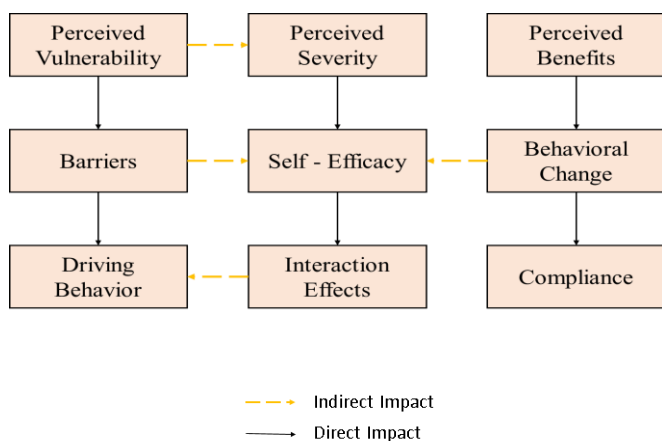 Perceived
Vulnerability
Perceived
Severity
Perceived
Benefits
Barriers
Self - Efficacy
Behavioral
Change
Driving
Behavior
Interaction
Effects
Compliance
Indirect Impact
Direct Impact